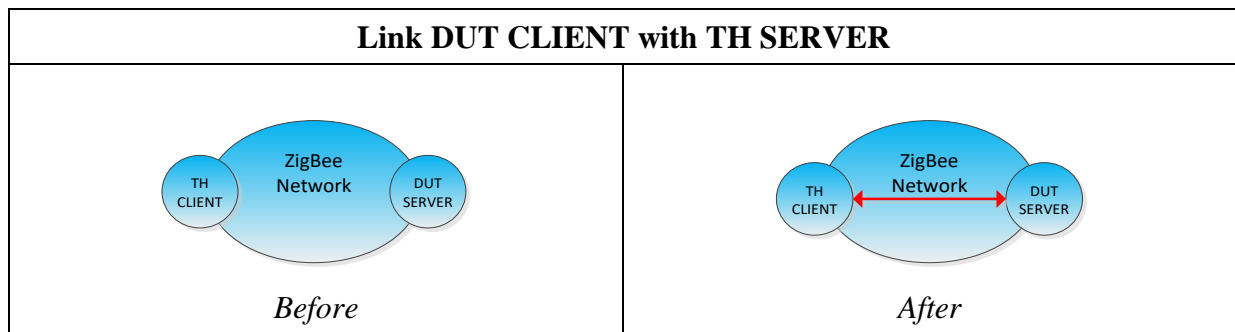 Link DUT CLIENT with TH SERVER
ZigBee
Network
TH
CLIENT
DUT
SERVER
Before
ZigBee
Network
TH
CLIENT
DUT
SERVER
After